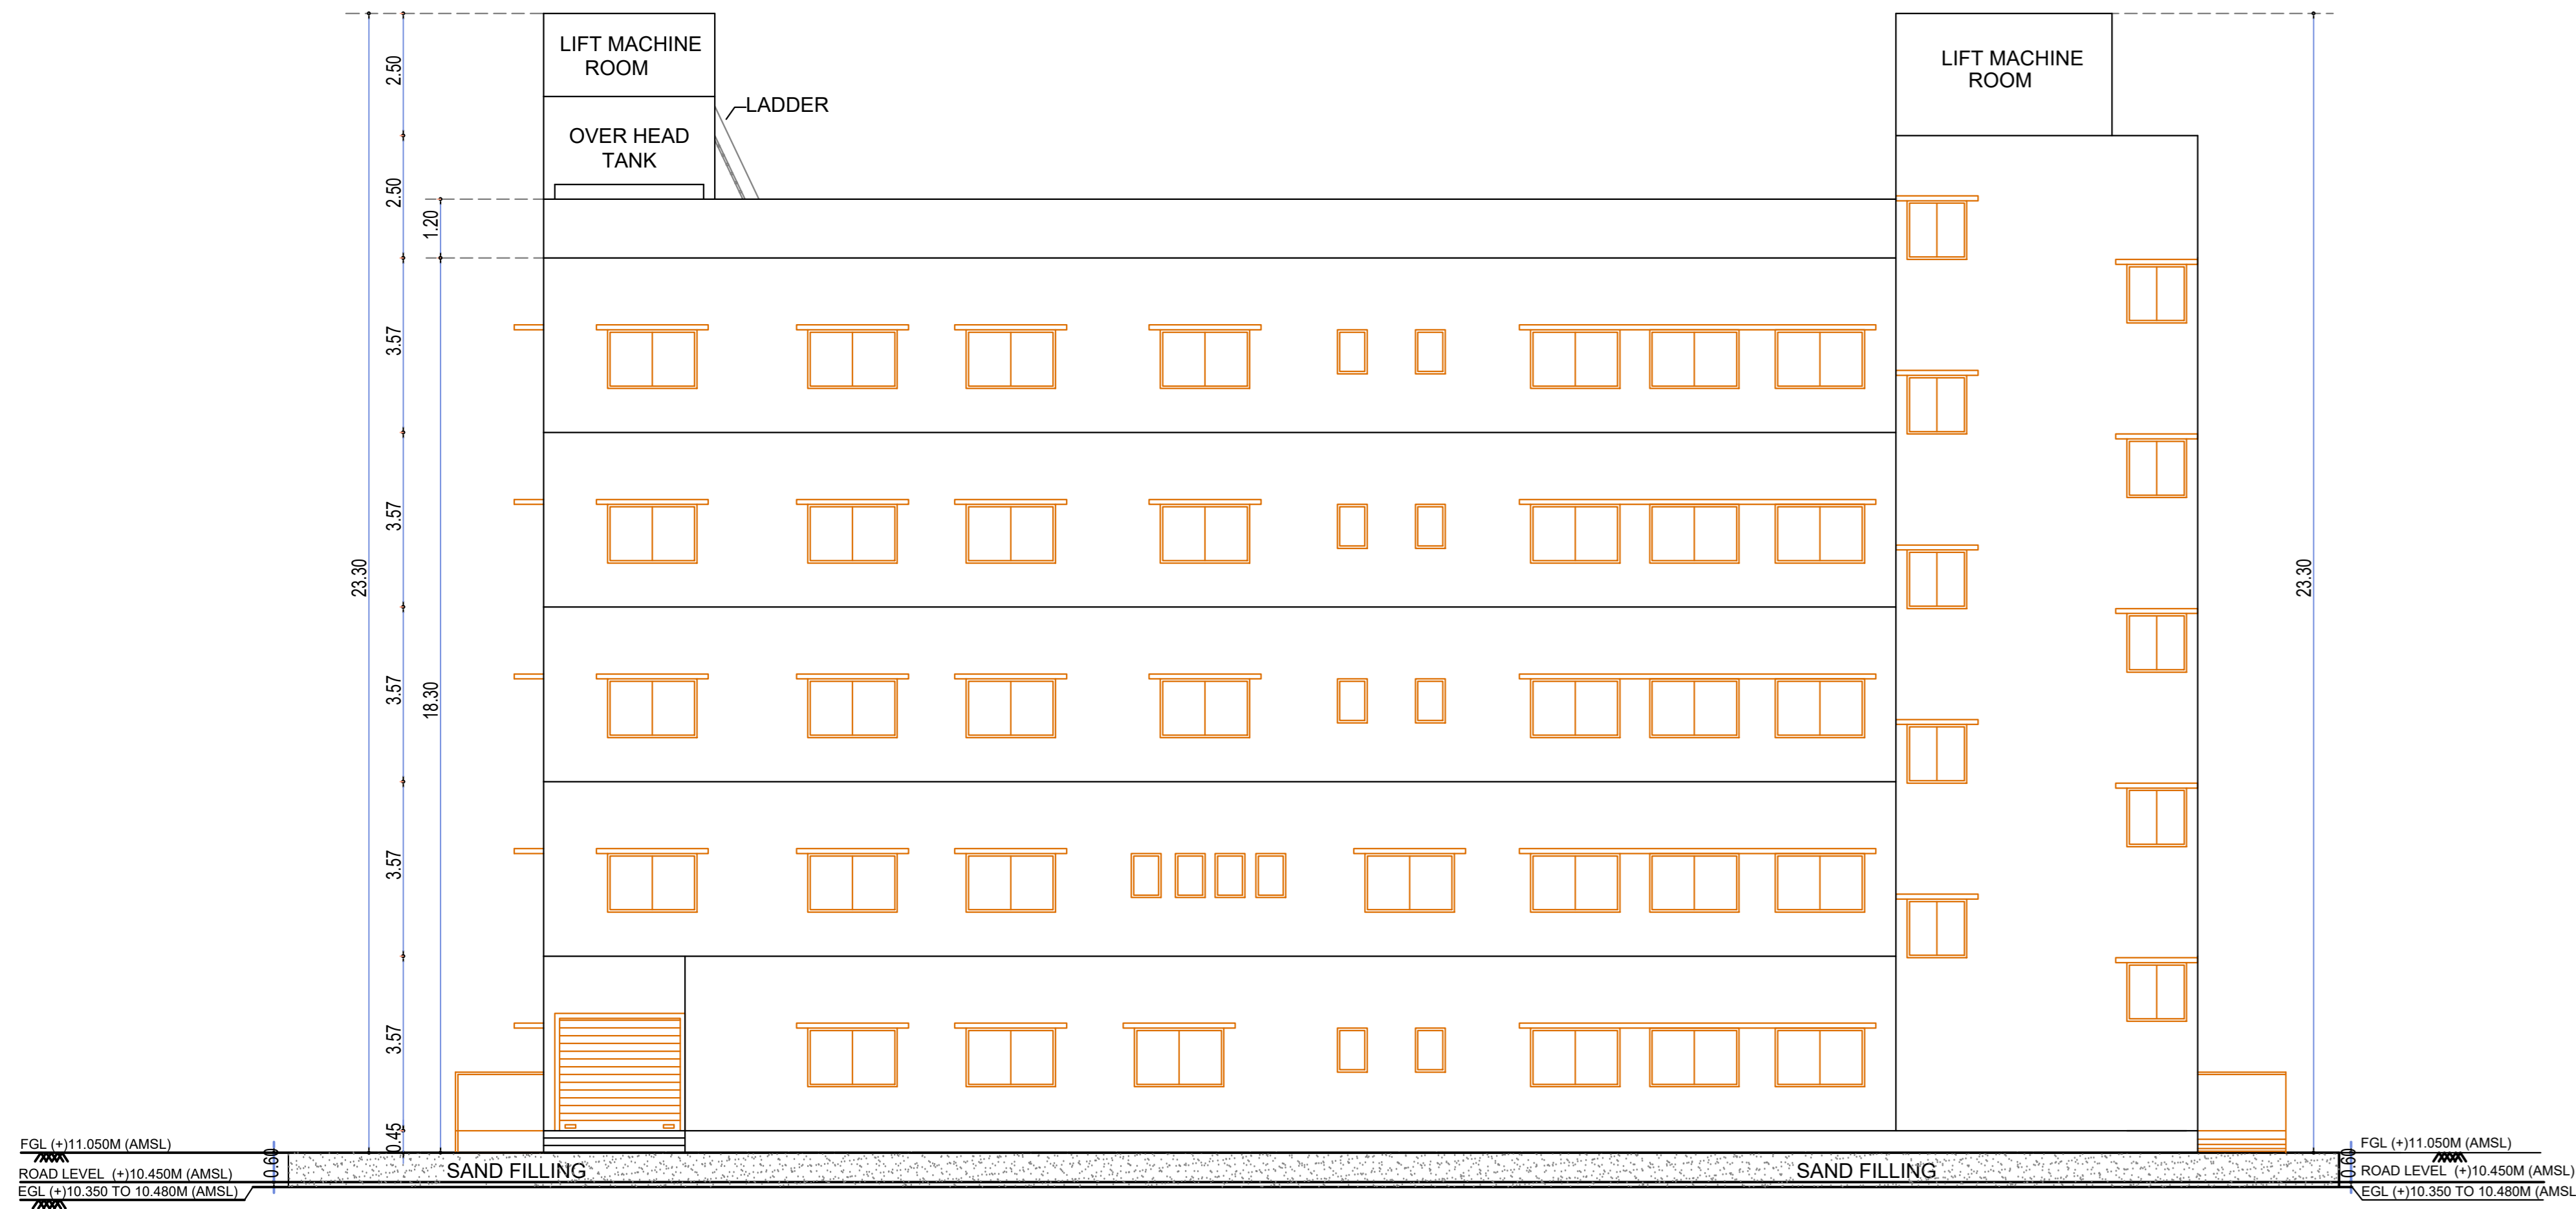 LIFT MACHINE
ROOM
LIFT MACHINE
ROOM
LADDER
OVER HEAD
TANK
2.50
2.50
1.20
3.57
3.57
3.57
3.57
3.57
0.45
18.30
23.30
23.30
FGL (+)11.050M (AMSL)
ROAD LEVEL (+)10.450M (AMSL)
EGL (+)10.350 TO 10.480M (AMSL)
0.60
SAND FILLING
SAND FILLING
0.60
FGL (+)11.050M (AMSL)
ROAD LEVEL (+)10.450M (AMSL)
EGL (+)10.350 TO 10.480M (AMSL